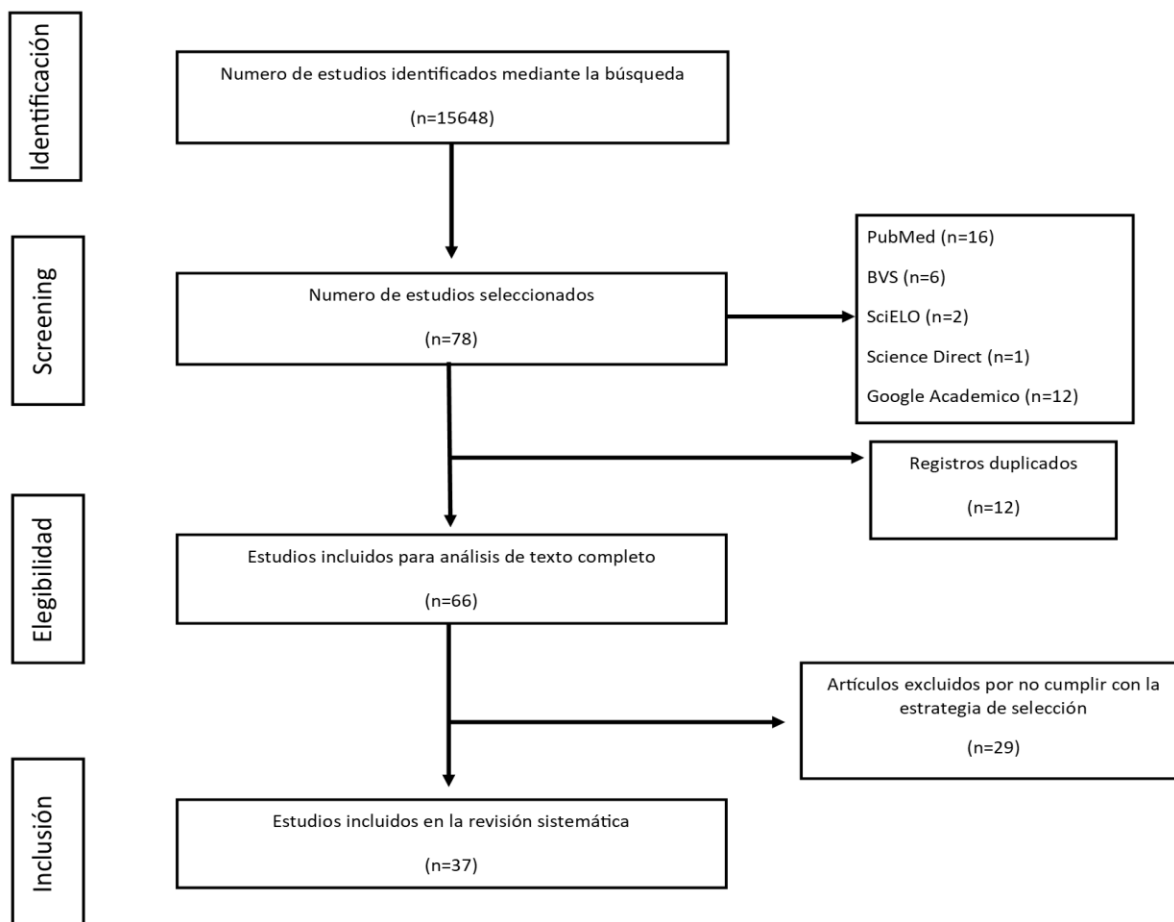 Identificación
Numero de estudios identificados mediante la búsqueda
(n=15648)
Screening
Numero de estudios seleccionados
(n=78)
PubMed (n=16)
BVS (n=6)
SciELO (n=2)
Science Direct (n=1)
Google Academico (n=12)
Registros duplicados
(n=12)
Elegibilidad
Estudios incluidos para análisis de texto completo
(n=66)
Artículos excluidos por no cumplir con la
estrategia de selección
(n=29)
Inclusión
Estudios incluidos en la revisión sistemática
(n=37)